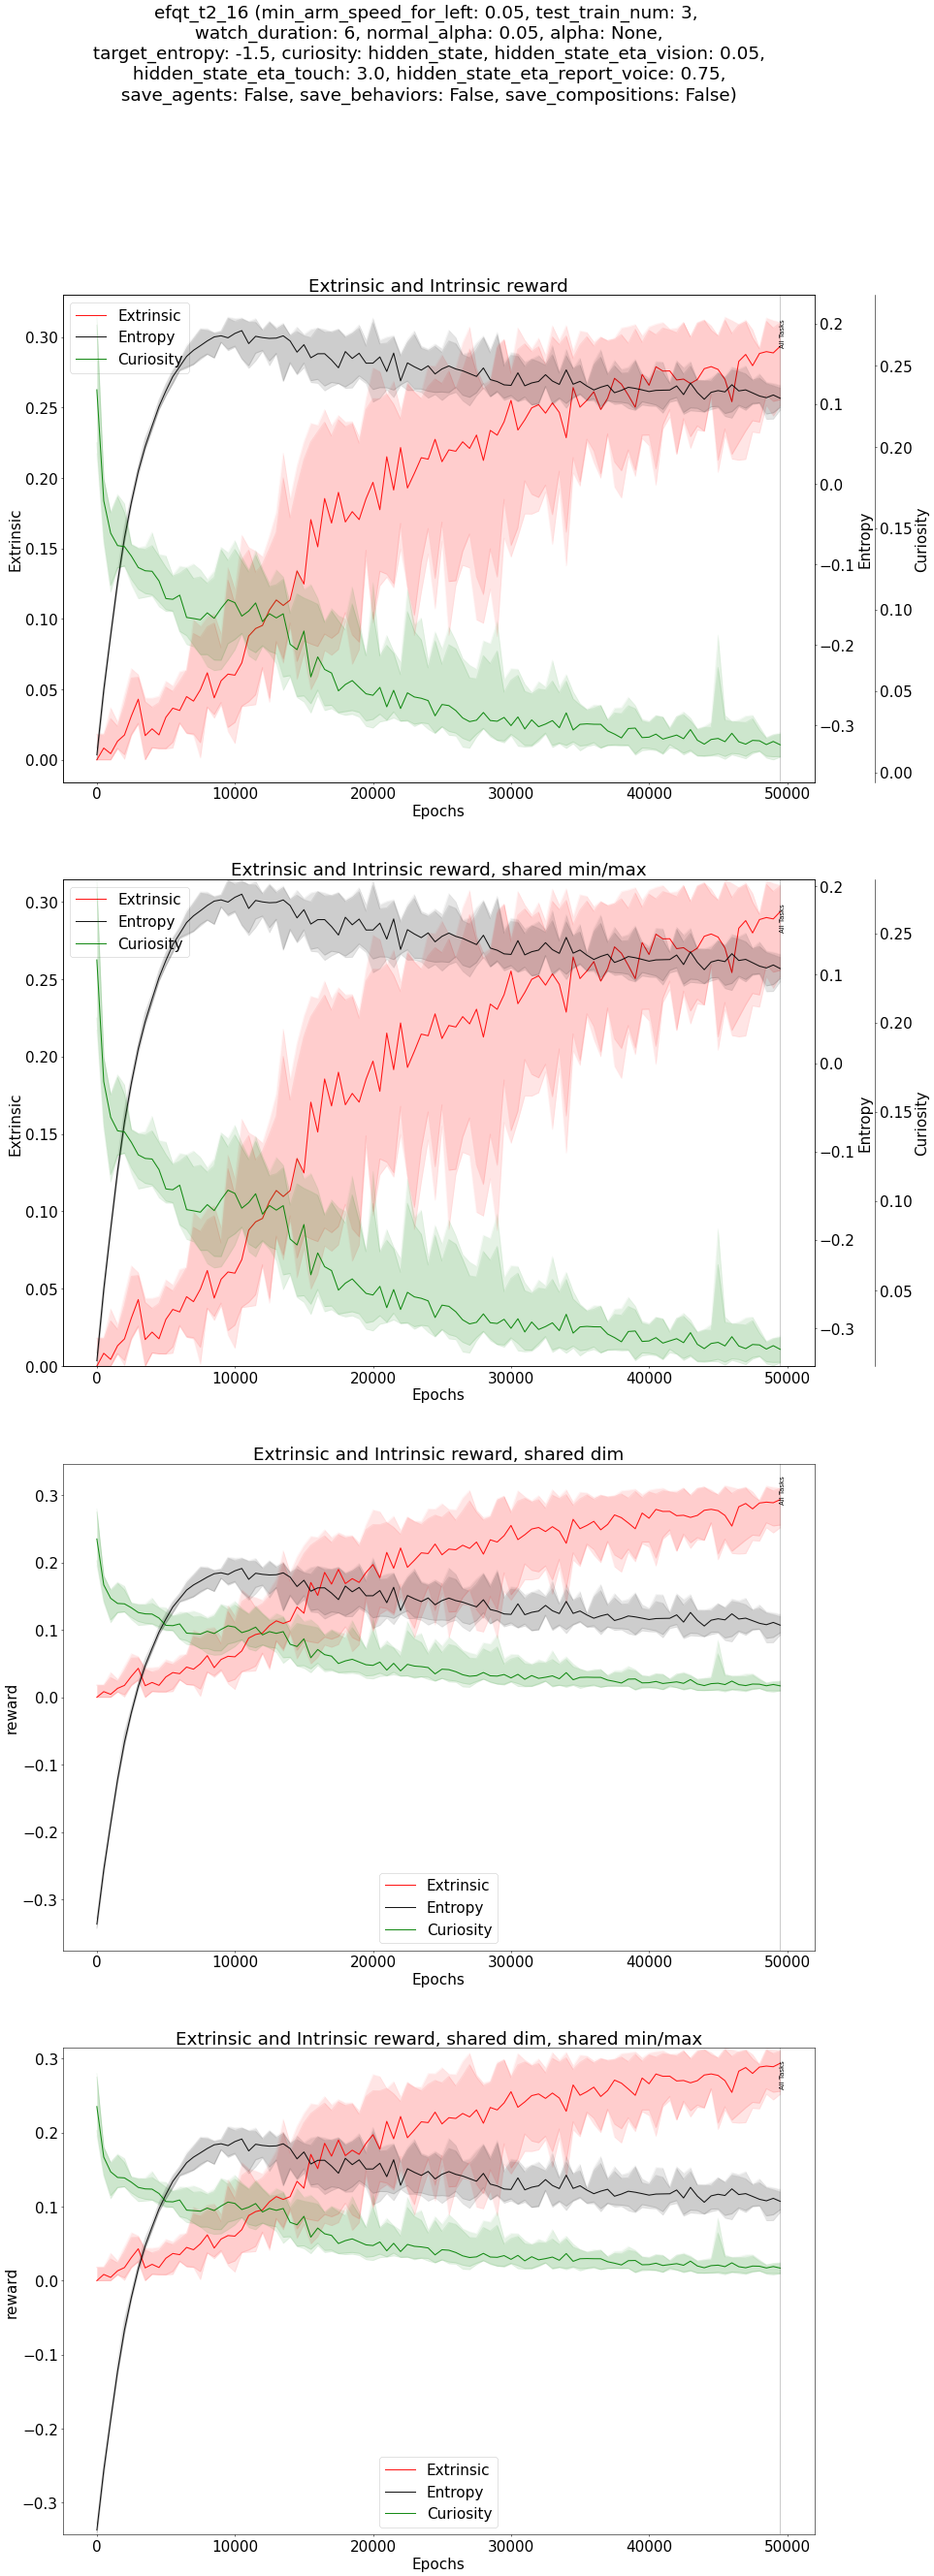 efqt_t2_16 (min_arm_speed_for_left: 0.05, test_train_num: 3,
watch_duration: 6, normal_alpha: 0.05, alpha: None,
target_entropy: -1.5, curiosity: hidden_state, hidden_state_eta_vision: 0.05,
hidden_state_eta_touch: 3.0, hidden_state_eta_report_voice: 0.75,
save_agents: False, save_behaviors: False, save_compositions: False)
Extrinsic and Intrinsic reward
Extrinsic
Entropy
Curiosity
All Tasks
0.30
0.25
0.20
0.15
0.10
0.05
0.00
Extrinsic
0.2
0.1
0.0
−0.1
−0.2
−0.3
Entropy
0.25
0.20
0.15
0.10
0.05
0.00
Curiosity
0
10000
20000
30000
40000
50000
Epochs
Extrinsic and Intrinsic reward, shared min/max
Extrinsic
Entropy
Curiosity
All Tasks
0.30
0.25
0.20
0.15
0.10
0.05
0.00
Extrinsic
0.2
0.1
0.0
−0.1
−0.2
−0.3
Entropy
0.25
0.20
0.15
0.10
0.05
Curiosity
0
10000
20000
30000
40000
50000
Epochs
Extrinsic and Intrinsic reward, shared dim
All Tasks
0.3
0.2
0.1
0.0
−0.1
−0.2
−0.3
reward
Extrinsic
Entropy
Curiosity
0
10000
20000
30000
40000
50000
Epochs
Extrinsic and Intrinsic reward, shared dim, shared min/max
All Tasks
0.3
0.2
0.1
0.0
−0.1
−0.2
−0.3
reward
Extrinsic
Entropy
Curiosity
0
10000
20000
30000
40000
50000
Epochs